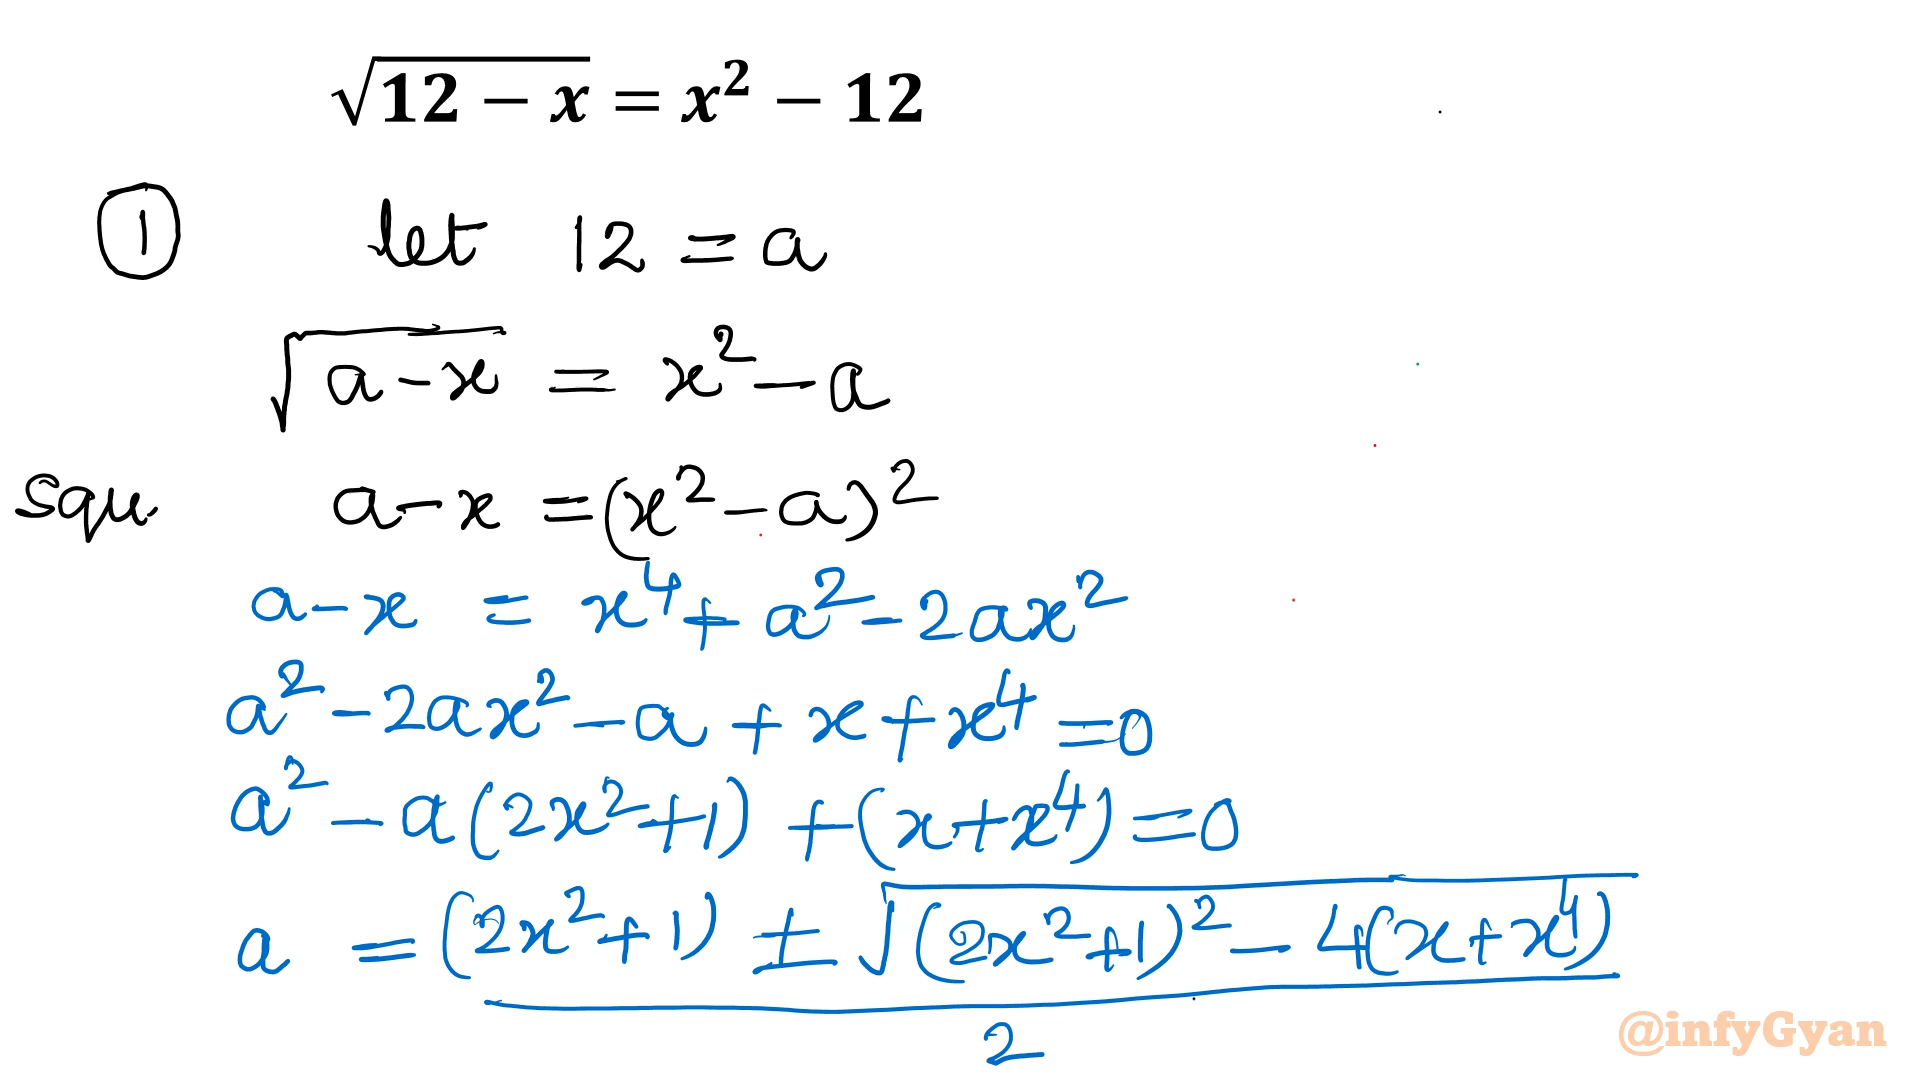 √(12 − x) = x² − 12
① let 12 = a
√(a − x) = x² − a
Squ. a − x = (x² − a)²
a − x = x⁴ + a² − 2ax²
a² − 2ax² − a + x + x⁴ = 0
a² − a(2x² + 1) + (x + x⁴) = 0
a = ((2x² + 1) ± √((2x² + 1)² − 4(x + x⁴))) / 2
@infyGyan